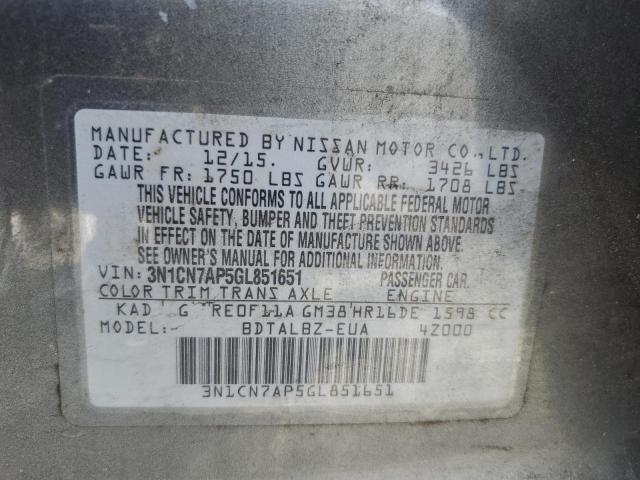 MANUFACTURED BY NISSAN MOTOR CO., LTD.
DATE: 12/15. GVWR: 3426 LBS
GAWR FR: 1750 LBS GAWR RR: 1708 LBS
THIS VEHICLE CONFORMS TO ALL APPLICABLE FEDERAL MOTOR
VEHICLE SAFETY, BUMPER AND THEFT PREVENTION STANDARDS
IN EFFECT ON THE DATE OF MANUFACTURE SHOWN ABOVE.
SEE OWNER'S MANUAL FOR ADDITIONAL INFORMATION.
VIN: 3N1CN7AP5GL851651 PASSENGER CAR.
COLOR TRIM TRANS AXLE ENGINE
KAD G RE0F11A GM38 HR16DE 1598 CC
MODEL: BDTALBZ-EUA 4Z000
3N1CN7AP5GL851651